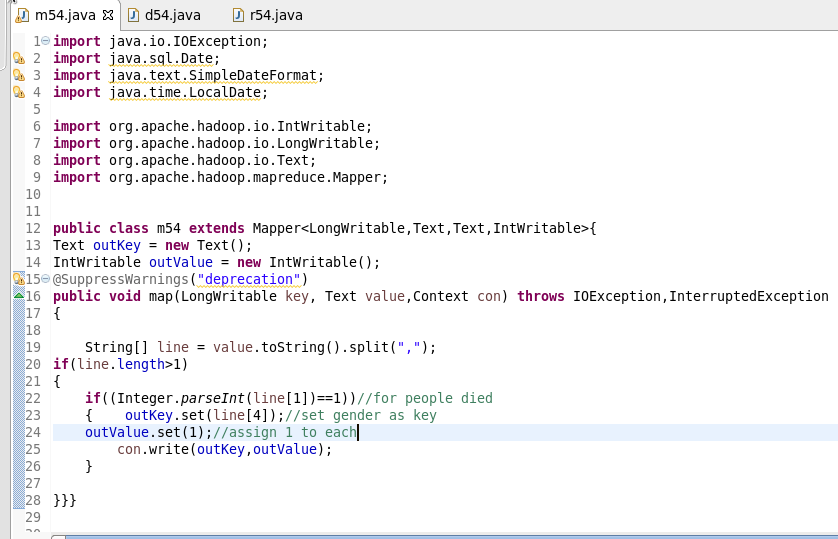 m54.java d54.java r54.java
1 import java.io.IOException;
2 import java.sql.Date;
3 import java.text.SimpleDateFormat;
4 import java.time.LocalDate;
5
6 import org.apache.hadoop.io.IntWritable;
7 import org.apache.hadoop.io.LongWritable;
8 import org.apache.hadoop.io.Text;
9 import org.apache.hadoop.mapreduce.Mapper;
10
11
12 public class m54 extends Mapper<LongWritable,Text,Text,IntWritable>{
13 Text outKey = new Text();
14 IntWritable outValue = new IntWritable();
15 @SuppressWarnings("deprecation")
16 public void map(LongWritable key, Text value,Context con) throws IOException,InterruptedException
17 {
18
19     String[] line = value.toString().split(",");
20 if(line.length>1)
21 {
22     if((Integer.parseInt(line[1])==1))//for people died
23     {    outKey.set(line[4]);//set gender as key
24     outValue.set(1);//assign 1 to each
25         con.write(outKey,outValue);
26     }
27
28 }}}
29